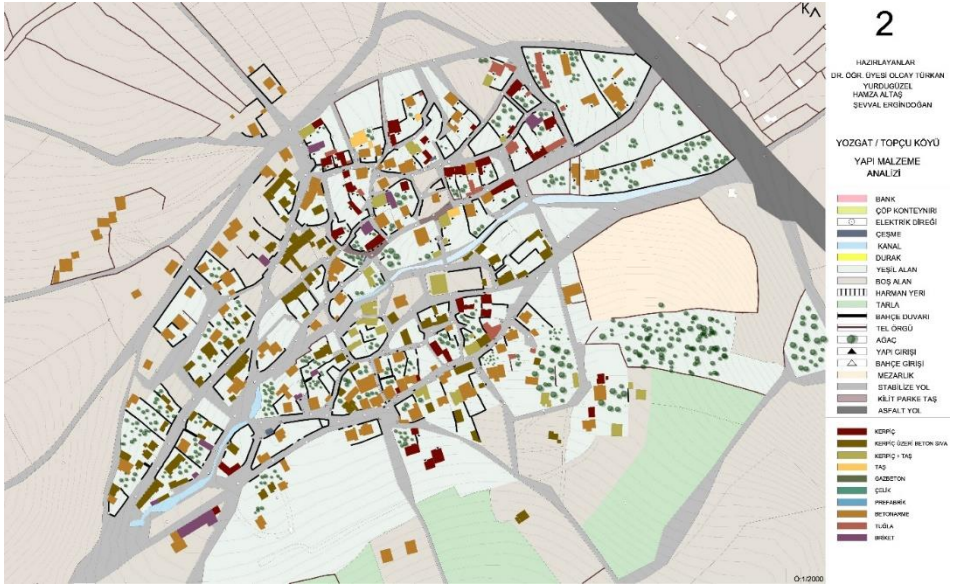 K
2
HAZIRLAYANLAR
DR. ÖĞR. ÜYESİ OLCAY TÜRKAN
YURDUGÜZEL
HAMZA ALTAŞ
ŞEVVAL ERGİNDOĞAN
YOZGAT / TOPÇU KÖYÜ
YAPI MALZEME
ANALİZİ
BANK
ÇÖP KONTEYNIRI
ELEKTRİK DİREĞİ
ÇEŞME
KANAL
DURAK
YEŞİL ALAN
BOŞ ALAN
HARMAN YERİ
TARLA
BAHÇE DUVARI
TEL ÖRGÜ
AĞAÇ
YAPI GİRİŞİ
BAHÇE GİRİŞİ
MEZARLIK
STABİLİZE YOL
KİLİT PARKE TAŞ
ASFALT YOL
KERPİÇ
KERPİÇ ÜZERİ BETON SIVA
KERPİÇ + TAŞ
TAŞ
GAZBETON
ÇELİK
PREFABRİK
BETONARME
TUĞLA
BRİKET
Ö:1/2000